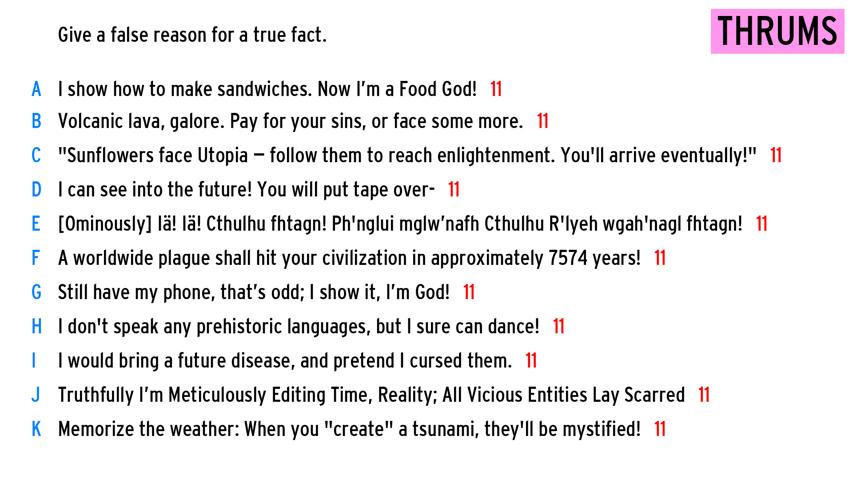 Give a false reason for a true fact.
THRUMS
A I show how to make sandwiches. Now I'm a Food God! 11
B Volcanic lava, galore. Pay for your sins, or face some more. 11
C "Sunflowers face Utopia – follow them to reach enlightenment. You'll arrive eventually!" 11
D I can see into the future! You will put tape over- 11
E [Ominously] Iä! Iä! Cthulhu fhtagn! Ph'nglui mglw'nafh Cthulhu R'lyeh wgah'nagl fhtagn! 11
F A worldwide plague shall hit your civilization in approximately 7574 years! 11
G Still have my phone, that's odd; I show it, I'm God! 11
H I don't speak any prehistoric languages, but I sure can dance! 11
I I would bring a future disease, and pretend I cursed them. 11
J Truthfully I'm Meticulously Editing Time, Reality; All Vicious Entities Lay Scarred 11
K Memorize the weather: When you "create" a tsunami, they'll be mystified! 11